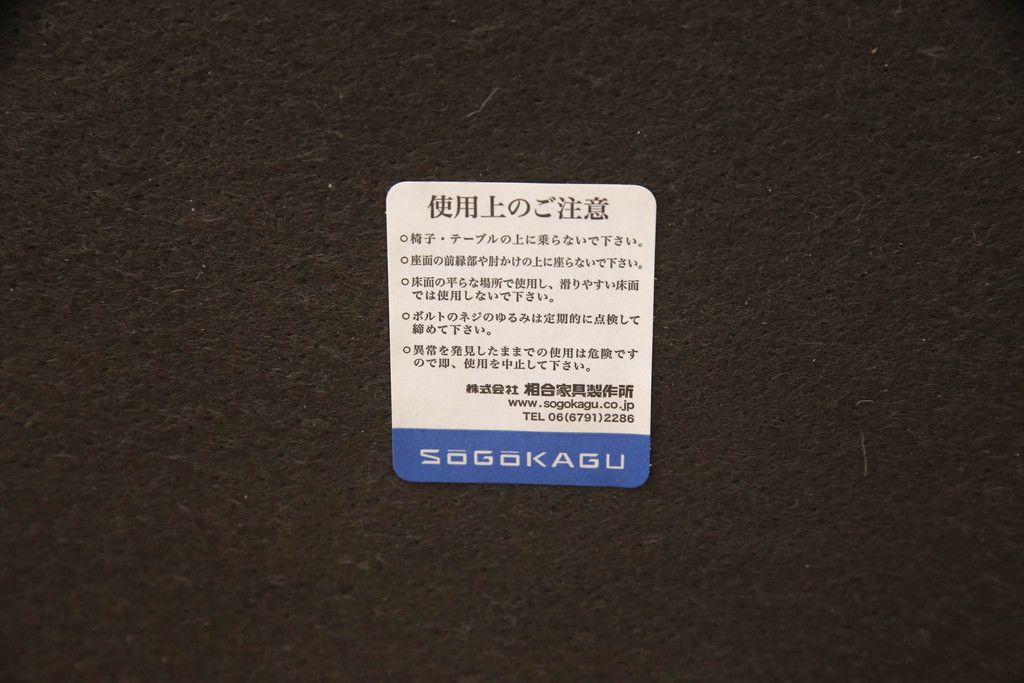 使用上のご注意
○椅子・テーブルの上に乗らないで下さい。
○座面の前縁部や肘かけの上に座らないで下さい。
○床面の平らな場所で使用し、滑りやすい床面
では使用しないで下さい。
○ボルトのネジのゆるみは定期的に点検して
締めて下さい。
○異常を発見したままでの使用は危険です
ので即、使用を中止して下さい。
株式会社 相合家具製作所
www.sogokagu.co.jp
TEL 06(6791)2286
SōGōKAGU